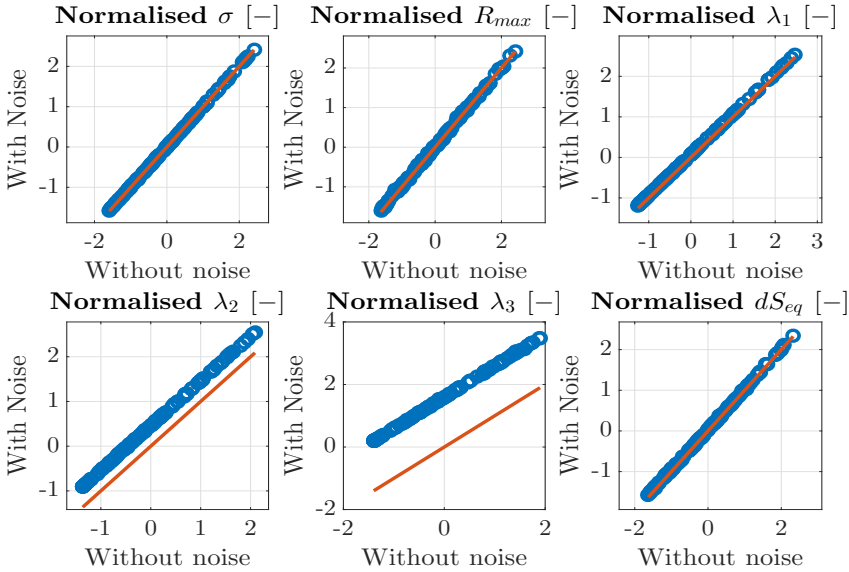 Normalised σ [−]
Normalised R_max [−]
Normalised λ_1 [−]
With Noise
2
1
0
-1
-2
0
2
Without noise
With Noise
2
1
0
-1
-2
0
2
Without noise
With Noise
2
1
0
-1
-1
0
1
2
3
Without noise
Normalised λ_2 [−]
Normalised λ_3 [−]
Normalised dS_eq [−]
With Noise
2
1
0
-1
-1
0
1
2
Without noise
With Noise
4
2
0
-2
-2
0
2
Without noise
With Noise
2
1
0
-1
-2
0
2
Without noise